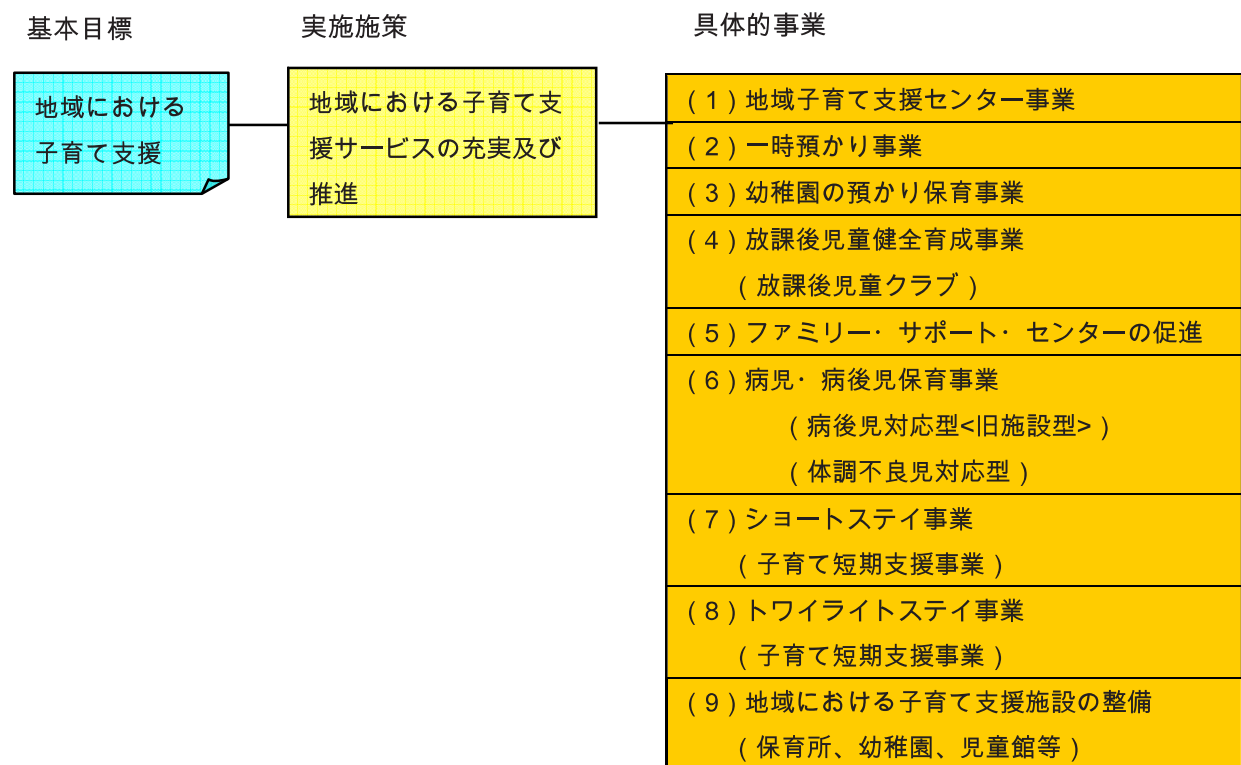 基本目標
実施施策
具体的事業
地域における
子育て支援
地域における子育て支
援サービスの充実及び
推進
(1)地域子育て支援センター事業
(2)一時預かり事業
(3)幼稚園の預かり保育事業
(4)放課後児童健全育成事業
(放課後児童クラブ)
(5)ファミリー・サポート・センターの促進
(6)病児・病後児保育事業
(病後児対応型<旧施設型>)
(体調不良児対応型)
(7)ショートステイ事業
(子育て短期支援事業)
(8)トワイライトステイ事業
(子育て短期支援事業)
(9)地域における子育て支援施設の整備
(保育所、幼稚園、児童館等)